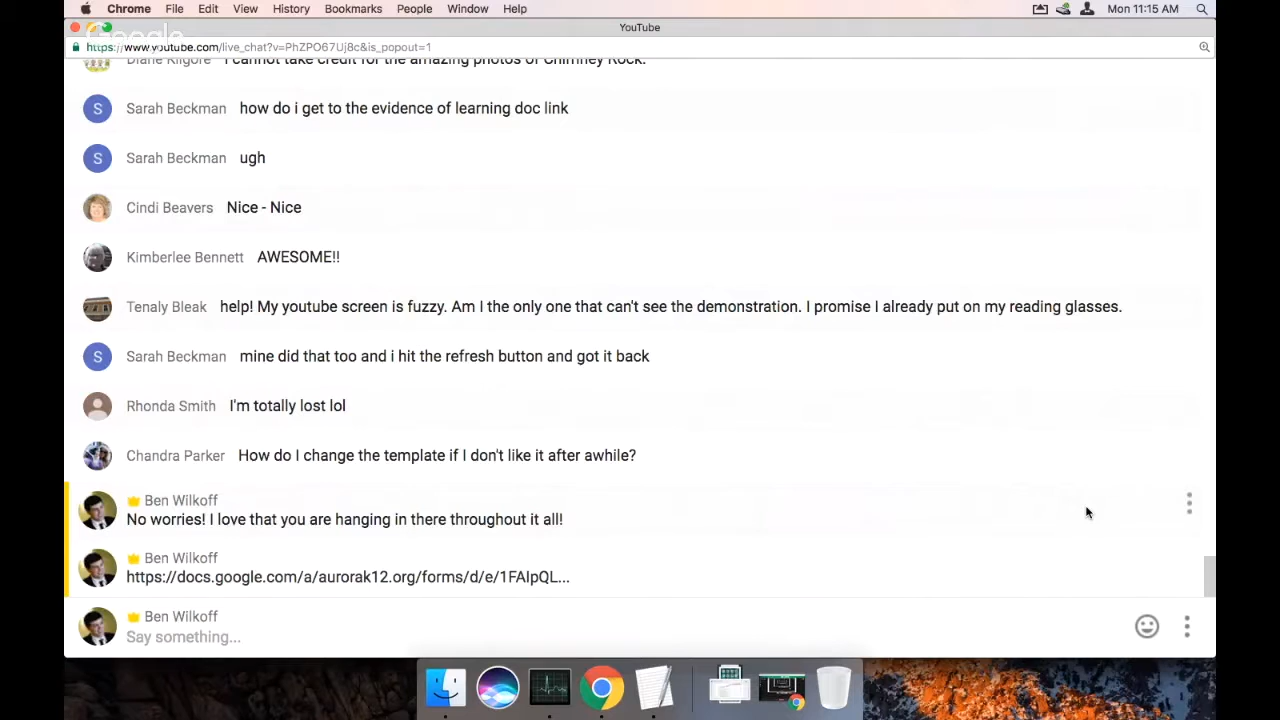 Chrome File Edit View History Bookmarks People Window Help Mon 11:15 AM
Google
YouTube
https://www.youtube.com/live_chat?v=PhZPO67Uj8c&is_popout=1
Diane Kilgore I cannot take credit for the amazing photos of Chimney Rock.
S Sarah Beckman how do i get to the evidence of learning doc link
S Sarah Beckman ugh
Cindi Beavers Nice - Nice
Kimberlee Bennett AWESOME!!
Tenaly Bleak help! My youtube screen is fuzzy. Am I the only one that can't see the demonstration. I promise I already put on my reading glasses.
S Sarah Beckman mine did that too and i hit the refresh button and got it back
Rhonda Smith I'm totally lost lol
Chandra Parker How do I change the template if I don't like it after awhile?
Ben Wilkoff
No worries! I love that you are hanging in there throughout it all!
Ben Wilkoff
https://docs.google.com/a/aurorak12.org/forms/d/e/1FAIpQL...
Ben Wilkoff
Say something...